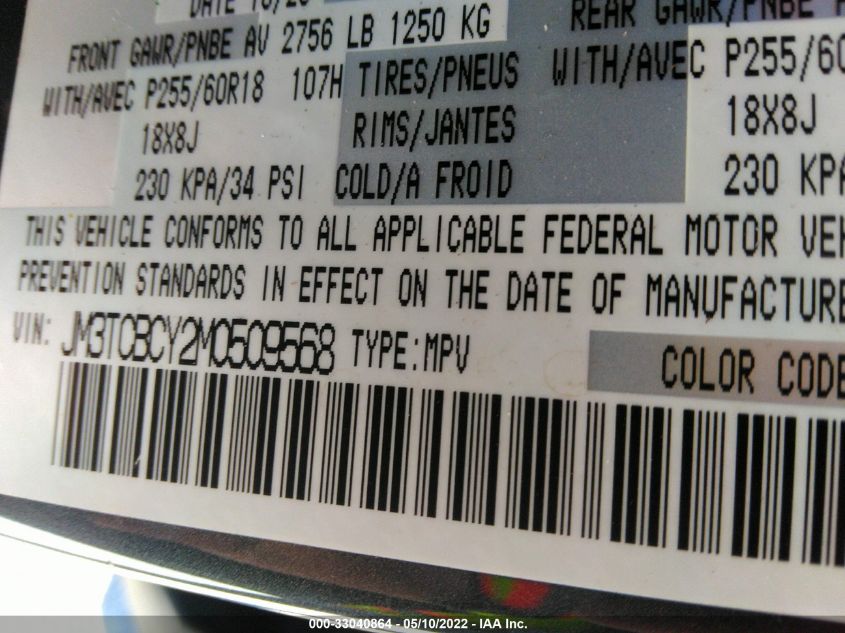 DATE
FRONT GAWR/PNBE AV 2756 LB 1250 KG
REAR GAWR/PNBE
WITH/AVEC P255/60R18 107H TIRES/PNEUS WITH/AVEC P255/60
18X8J RIMS/JANTES 18X8J
230 KPA/34 PSI COLD/A FROID 230 KPA
THIS VEHICLE CONFORMS TO ALL APPLICABLE FEDERAL MOTOR VEH
PREVENTION STANDARDS IN EFFECT ON THE DATE OF MANUFACTURE
VIN: JM3TCBCY2M0509568 TYPE:MPV
COLOR CODE
000-33040864 - 05/10/2022 - IAA Inc.